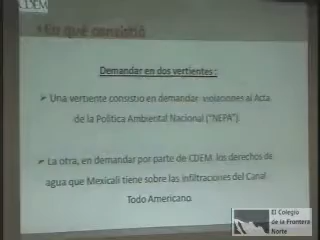 CDEM
•En qué consistió
Demandar en dos vertientes :
➢ Una vertiente consistio en demandar violaciones al Acta
de la Politica Ambiental Nacional ("NEPA").
➢ La otra, en demandar por parte de CDEM los derechos de
agua que Mexicali tiene sobre las infiltraciones del Canal
Todo Americano.
El Colegio
de la Frontera
Norte